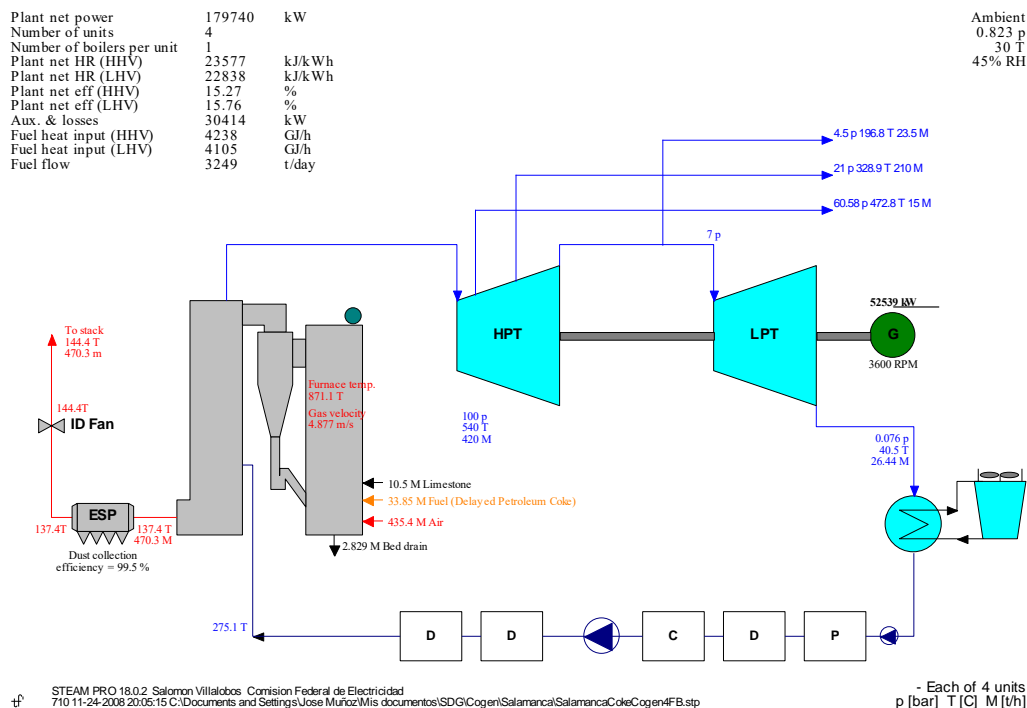 Plant net power 179740 kW
Number of units 4
Number of boilers per unit 1
Plant net HR (HHV) 23577 kJ/kWh
Plant net HR (LHV) 22838 kJ/kWh
Plant net eff (HHV) 15.27 %
Plant net eff (LHV) 15.76 %
Aux. & losses 30414 kW
Fuel heat input (HHV) 4238 GJ/h
Fuel heat input (LHV) 4105 GJ/h
Fuel flow 3249 t/day
Ambient
0.823 p
30 T
45% RH
4.5 p 196.8 T 23.5 M
21 p 328.9 T 210 M
60.58 p 472.8 T 15 M
7 p
52539 kW
HPT
LPT
G
3600 RPM
To stack
144.4 T
470.3 m
Furnace temp.
871.1 T
Gas velocity
4.877 m/s
144.4T
ID Fan
100 p
540 T
420 M
0.076 p
40.5 T
26.44 M
10.5 M Limestone
33.85 M Fuel (Delayed Petroleum Coke)
435.4 M Air
2.829 M Bed drain
ESP
137.4T
137.4 T
470.3 M
Dust collection
efficiency = 99.5 %
275.1 T
D
D
C
D
P
STEAM PRO 18.0.2 Salomon Villalobos Comision Federal de Electricidad
710 11-24-2008 20:05:15 C:\Documents and Settings\Jose Muñoz\Mis documentos\SDG\Cogen\Salamanca\SalamancaCokeCogen4FB.stp
- Each of 4 units
p [bar] T [C] M [t/h]